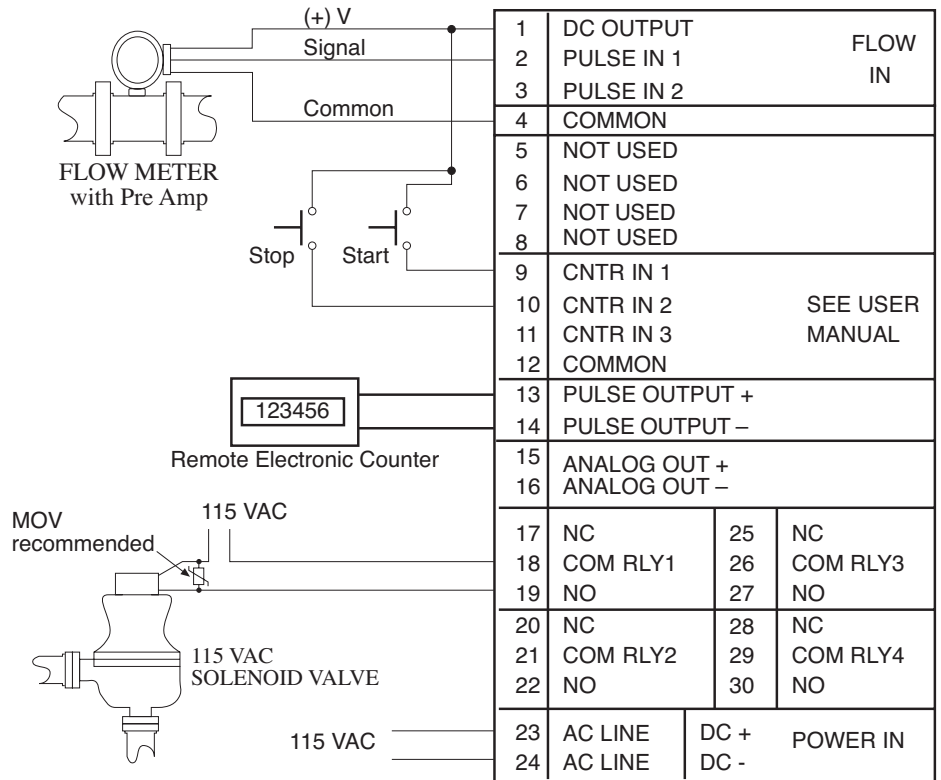 (+) V
Signal
Common
FLOW METER
with Pre Amp
Stop
Start
123456
Remote Electronic Counter
MOV
recommended
115 VAC
115 VAC
SOLENOID VALVE
115 VAC
1 DC OUTPUT
2 PULSE IN 1
3 PULSE IN 2
FLOW
IN
4 COMMON
5 NOT USED
6 NOT USED
7 NOT USED
8 NOT USED
9 CNTR IN 1
10 CNTR IN 2
11 CNTR IN 3
12 COMMON
SEE USER
MANUAL
13 PULSE OUTPUT +
14 PULSE OUTPUT –
15 ANALOG OUT +
16 ANALOG OUT –
17 NC 25 NC
18 COM RLY1 26 COM RLY3
19 NO 27 NO
20 NC 28 NC
21 COM RLY2 29 COM RLY4
22 NO 30 NO
23 AC LINE DC +
24 AC LINE DC -
POWER IN